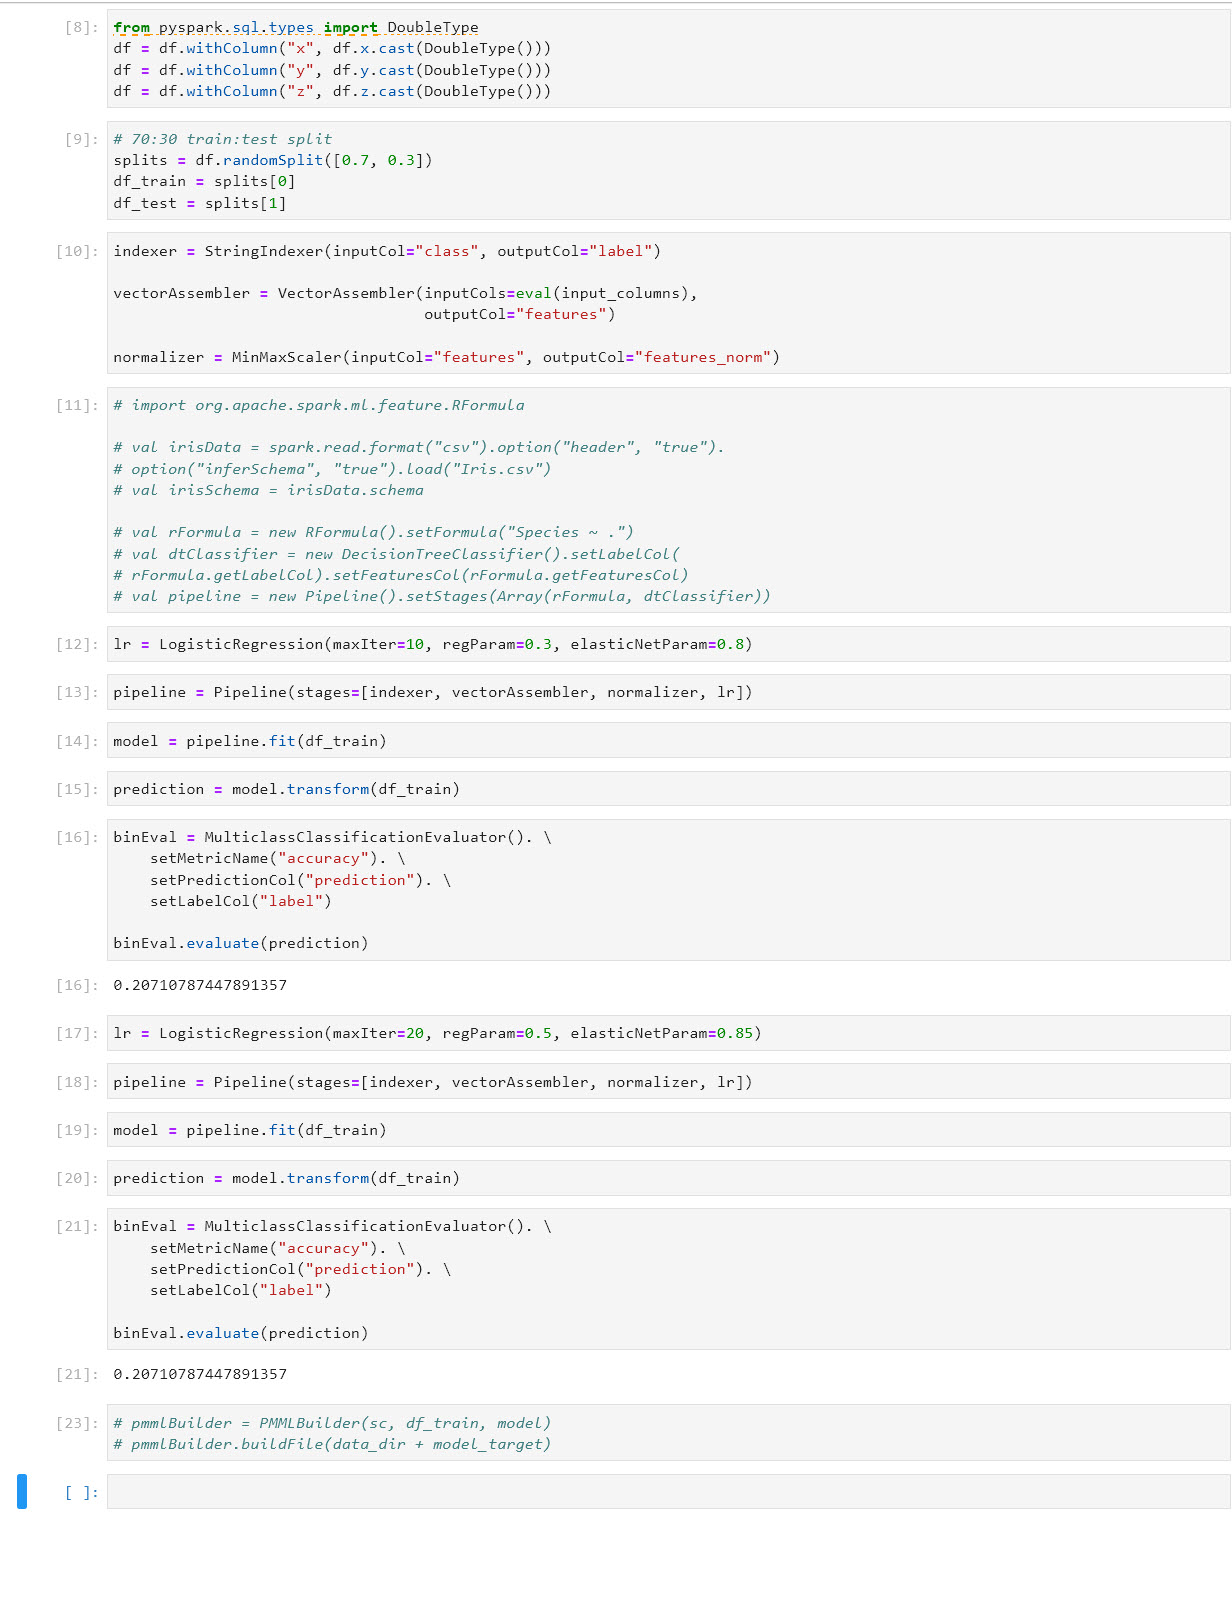 [8]: from pyspark.sql.types import DoubleType
df = df.withColumn("x", df.x.cast(DoubleType()))
df = df.withColumn("y", df.y.cast(DoubleType()))
df = df.withColumn("z", df.z.cast(DoubleType()))
[9]: # 70:30 train:test split
splits = df.randomSplit([0.7, 0.3])
df_train = splits[0]
df_test = splits[1]
[10]: indexer = StringIndexer(inputCol="class", outputCol="label")
vectorAssembler = VectorAssembler(inputCols=eval(input_columns),
outputCol="features")
normalizer = MinMaxScaler(inputCol="features", outputCol="features_norm")
[11]: # import org.apache.spark.ml.feature.RFormula
# val irisData = spark.read.format("csv").option("header", "true").
# option("inferSchema", "true").load("Iris.csv")
# val irisSchema = irisData.schema
# val rFormula = new RFormula().setFormula("Species ~ .")
# val dtClassifier = new DecisionTreeClassifier().setLabelCol(
# rFormula.getLabelCol).setFeaturesCol(rFormula.getFeaturesCol)
# val pipeline = new Pipeline().setStages(Array(rFormula, dtClassifier))
[12]: lr = LogisticRegression(maxIter=10, regParam=0.3, elasticNetParam=0.8)
[13]: pipeline = Pipeline(stages=[indexer, vectorAssembler, normalizer, lr])
[14]: model = pipeline.fit(df_train)
[15]: prediction = model.transform(df_train)
[16]: binEval = MulticlassClassificationEvaluator(). \
setMetricName("accuracy"). \
setPredictionCol("prediction"). \
setLabelCol("label")
binEval.evaluate(prediction)
[16]: 0.20710787447891357
[17]: lr = LogisticRegression(maxIter=20, regParam=0.5, elasticNetParam=0.85)
[18]: pipeline = Pipeline(stages=[indexer, vectorAssembler, normalizer, lr])
[19]: model = pipeline.fit(df_train)
[20]: prediction = model.transform(df_train)
[21]: binEval = MulticlassClassificationEvaluator(). \
setMetricName("accuracy"). \
setPredictionCol("prediction"). \
setLabelCol("label")
binEval.evaluate(prediction)
[21]: 0.20710787447891357
[23]: # pmmlBuilder = PMMLBuilder(sc, df_train, model)
# pmmlBuilder.buildFile(data_dir + model_target)
[ ]: